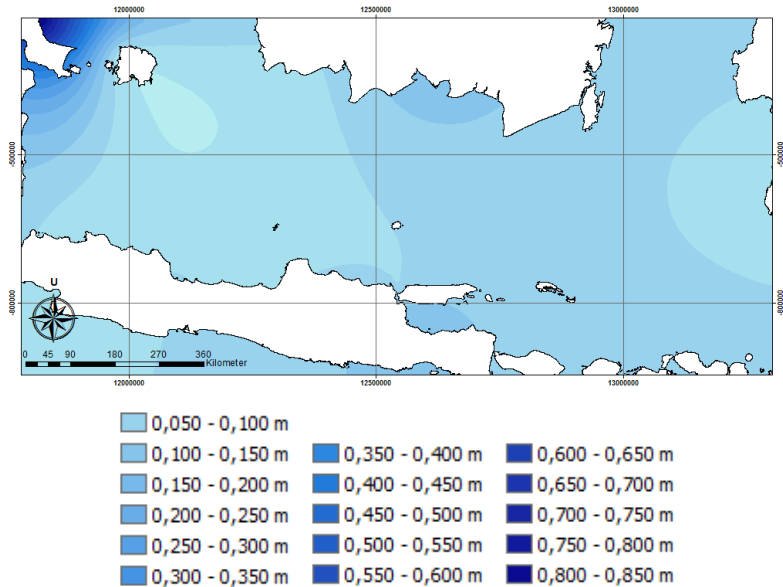 12000000 12500000 13000000
-500000 -500000
-800000 -800000
U
0 45 90 180 270 360
Kilometer
12000000 12500000 13000000
0,050 - 0,100 m
0,100 - 0,150 m
0,150 - 0,200 m
0,200 - 0,250 m
0,250 - 0,300 m
0,300 - 0,350 m
0,350 - 0,400 m
0,400 - 0,450 m
0,450 - 0,500 m
0,500 - 0,550 m
0,550 - 0,600 m
0,600 - 0,650 m
0,650 - 0,700 m
0,700 - 0,750 m
0,750 - 0,800 m
0,800 - 0,850 m